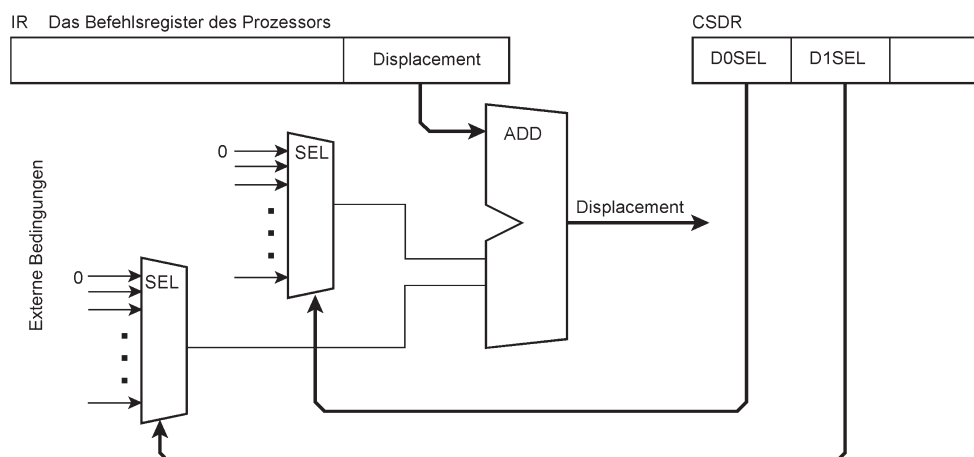 IR Das Befehlsregister des Prozessors
CSDR
Displacement
D0SEL
D1SEL
ADD
0
SEL
Displacement
Externe Bedingungen
0
SEL